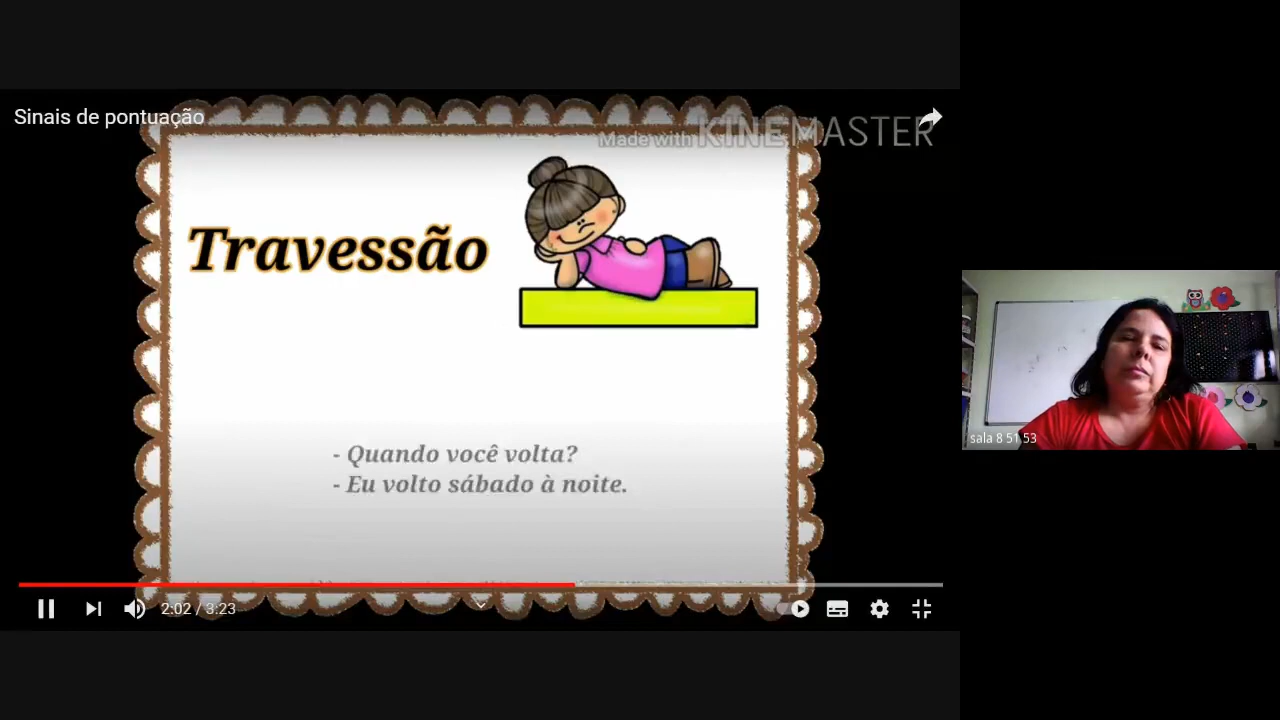 Sinais de pontuação
Made with KINEMASTER
Travessão
- Quando você volta?
- Eu volto sábado à noite.
2:02 / 3:23
sala 8 51 53